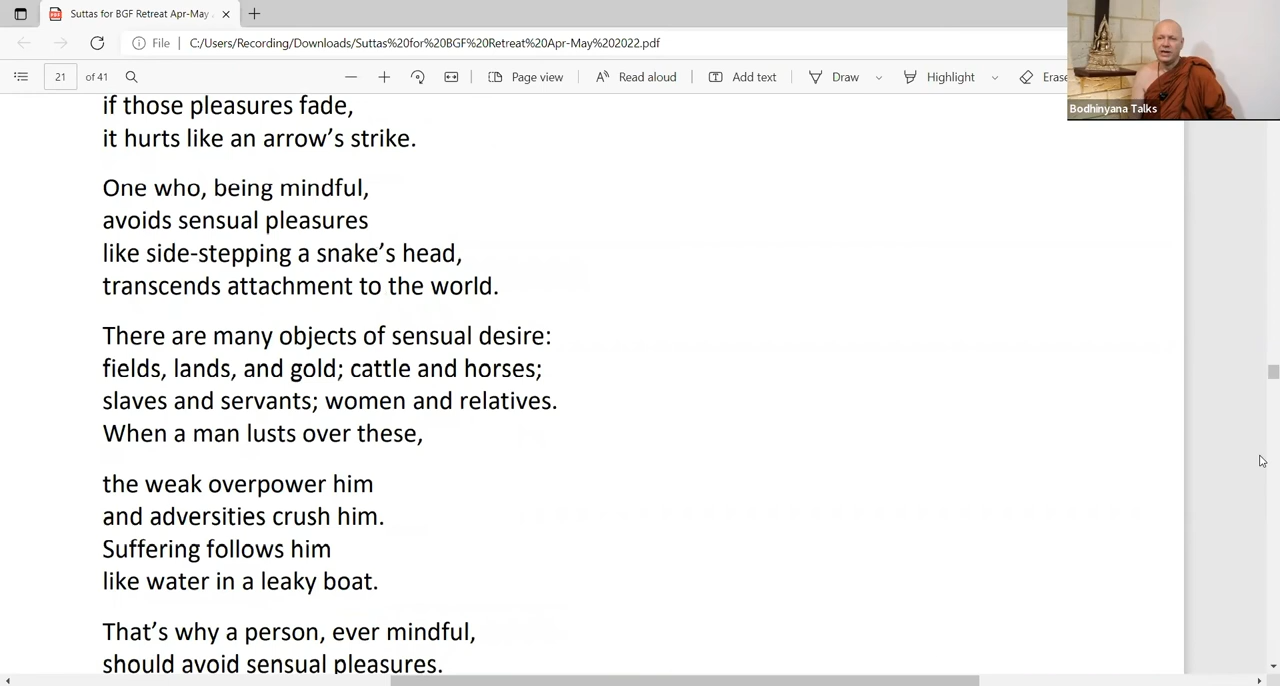 Suttas for BGF Retreat Apr-May
File
C:/Users/Recording/Downloads/Suttas%20for%20BGF%20Retreat%20Apr-May%202022.pdf
21 of 41
Page view
Read aloud
Add text
Draw
Highlight
Erase
Bodhinyana Talks
if those pleasures fade,
it hurts like an arrow’s strike.
One who, being mindful,
avoids sensual pleasures
like side-stepping a snake’s head,
transcends attachment to the world.
There are many objects of sensual desire:
fields, lands, and gold; cattle and horses;
slaves and servants; women and relatives.
When a man lusts over these,
the weak overpower him
and adversities crush him.
Suffering follows him
like water in a leaky boat.
That’s why a person, ever mindful,
should avoid sensual pleasures.